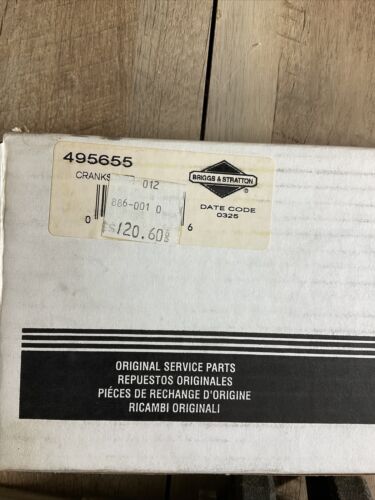 495655
CRANKS
012
886-001 0
$120.60
0
6
BRIGGS & STRATTON
®
DATE CODE
0325
ORIGINAL SERVICE PARTS
REPUESTOS ORIGINALES
PIÉCES DE RECHANGE D'ORIGINE
RICAMBI ORIGINALI